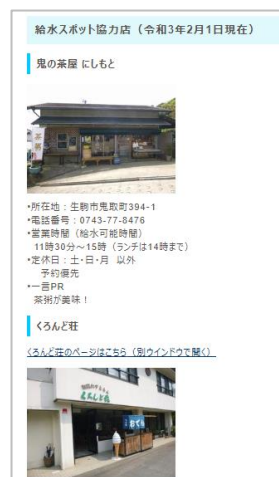 給水スポット協力店（令和3年2月1日現在）
鬼の茶屋 にしもと
•所在地：生駒市鬼取町394-1
•電話番号：0743-77-8476
•営業時間（給水可能時間）
11時30分～15時（ランチは14時まで）
•定休日：土・日・月 以外
予約優先
•一言PR
茶粥が美味！
くろんど荘
くろんど荘のページはこちら（別ウインドウで開く）
くろんど荘